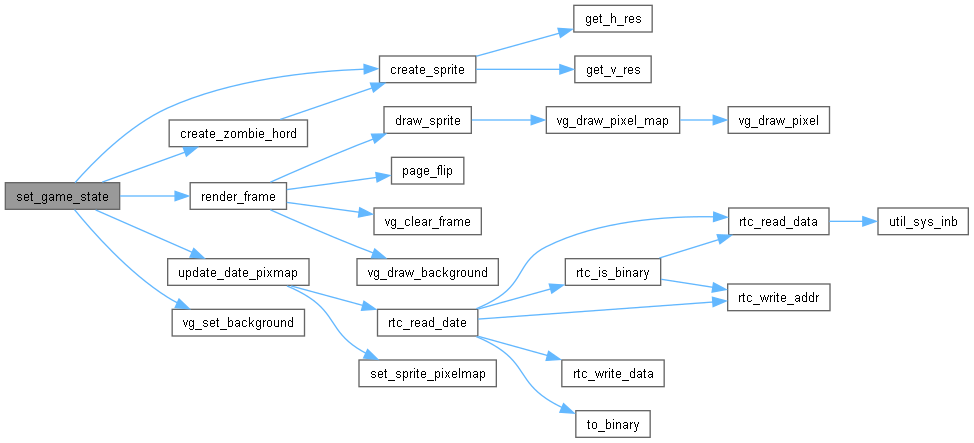 get_h_res
create_sprite
get_v_res
draw_sprite
vg_draw_pixel_map
vg_draw_pixel
create_zombie_hord
page_flip
set_game_state
render_frame
vg_clear_frame
rtc_read_data
util_sys_inb
update_date_pixmap
vg_draw_background
rtc_is_binary
rtc_write_addr
vg_set_background
rtc_read_date
set_sprite_pixelmap
rtc_write_data
to_binary